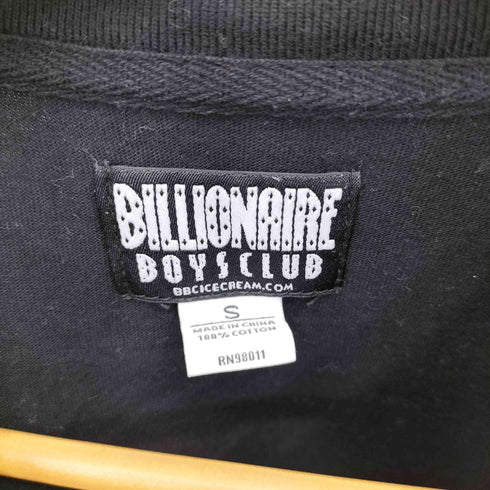 BILLIONAIRE
BOYS CLUB
BBCICECREAM.COM
S
MADE IN CHINA
100% COTTON
RN98011